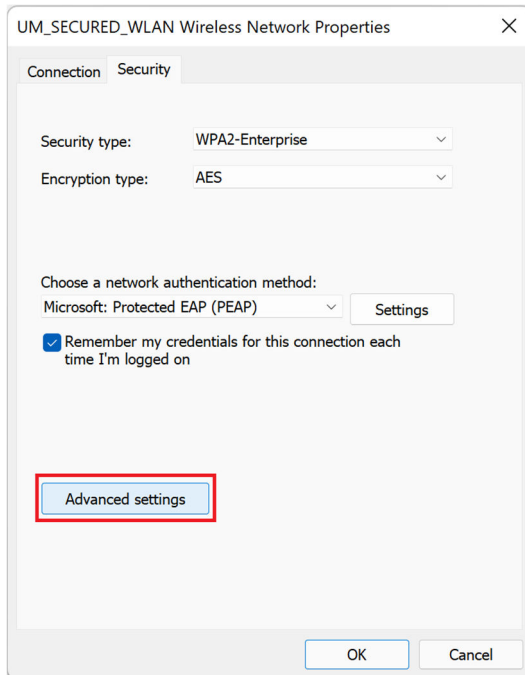 UM_SECURED_WLAN Wireless Network Properties
Connection Security
Security type: WPA2-Enterprise
Encryption type: AES
Choose a network authentication method:
Microsoft: Protected EAP (PEAP) Settings
Remember my credentials for this connection each
time I'm logged on
Advanced settings
OK Cancel